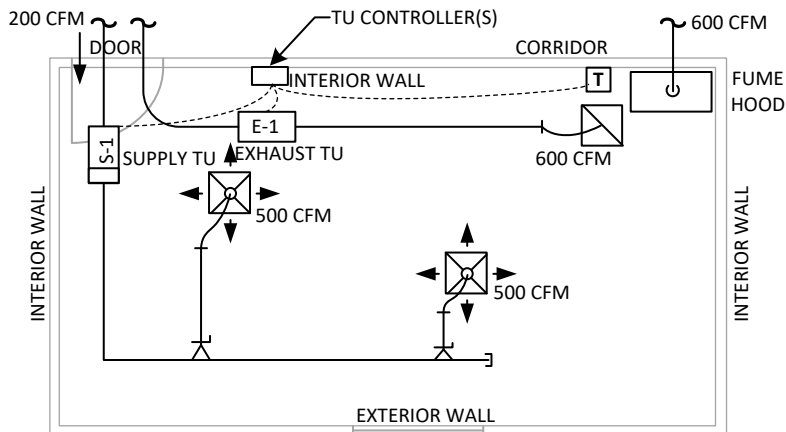 200 CFM
TU CONTROLLER(S)
600 CFM
DOOR
CORRIDOR
INTERIOR WALL
T
FUME
HOOD
E-1
S-1
SUPPLY TU
EXHAUST TU
600 CFM
500 CFM
INTERIOR WALL
INTERIOR WALL
500 CFM
EXTERIOR WALL